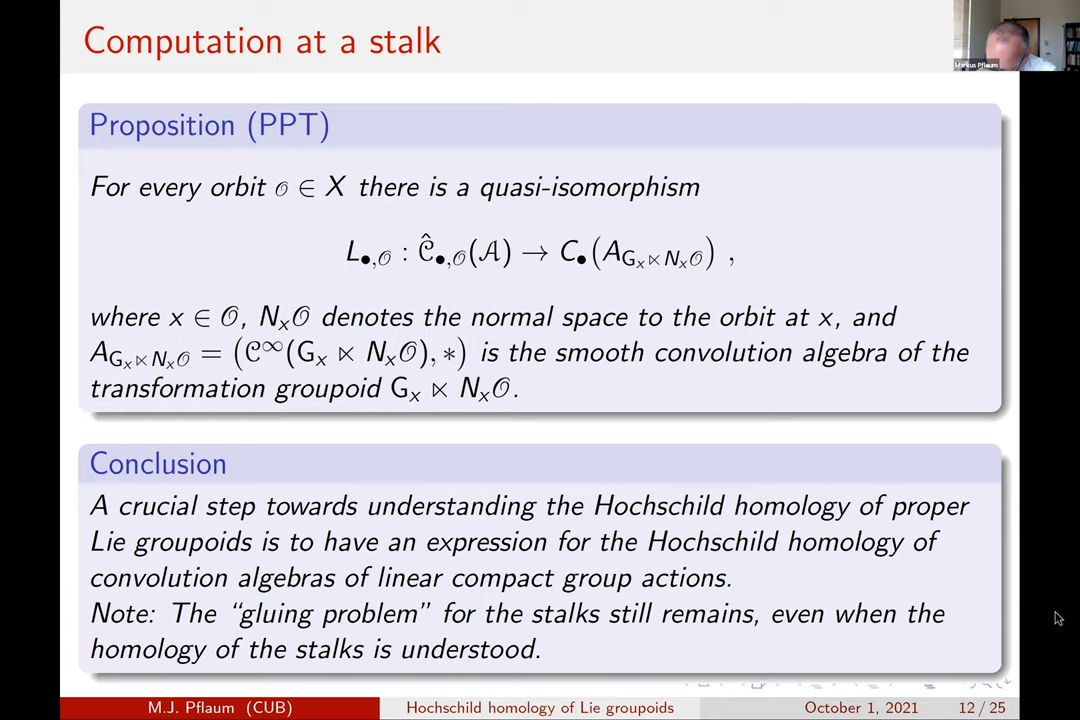 Computation at a stalk
Markus Pflaum
Proposition (PPT)
For every orbit 𝒪 ∈ X there is a quasi-isomorphism
L•,𝒪 : 𝒞̂•,𝒪(𝒜) → C•(A_{G_x⋉N_x𝒪}) ,
where x ∈ 𝒪, N_x𝒪 denotes the normal space to the orbit at x, and
A_{G_x⋉N_x𝒪} = (𝒞^∞(G_x ⋉ N_x𝒪), ∗) is the smooth convolution algebra of the
transformation groupoid G_x ⋉ N_x𝒪.
Conclusion
A crucial step towards understanding the Hochschild homology of proper
Lie groupoids is to have an expression for the Hochschild homology of
convolution algebras of linear compact group actions.
Note: The “gluing problem” for the stalks still remains, even when the
homology of the stalks is understood.
M.J. Pflaum (CUB)
Hochschild homology of Lie groupoids
October 1, 2021
12 / 25